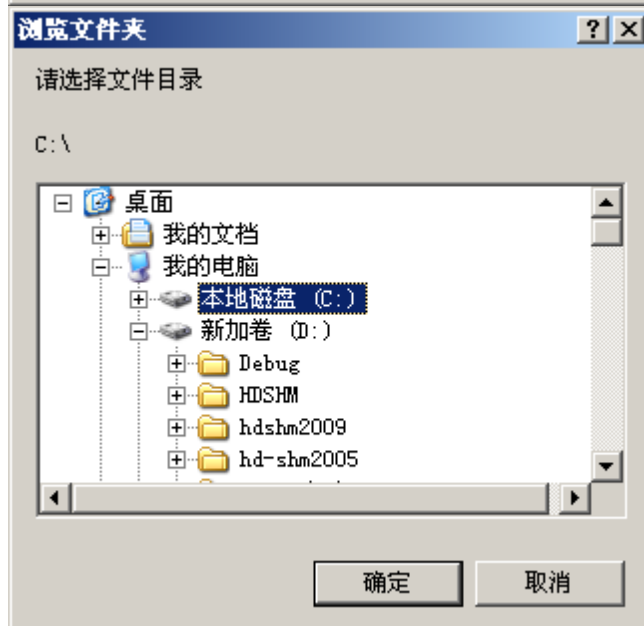 浏览文件夹
请选择文件目录
C:\
桌面
我的文档
我的电脑
本地磁盘 (C:)
新加卷 (D:)
Debug
HDSHM
hdshm2009
hd-shm2005
确定 取消